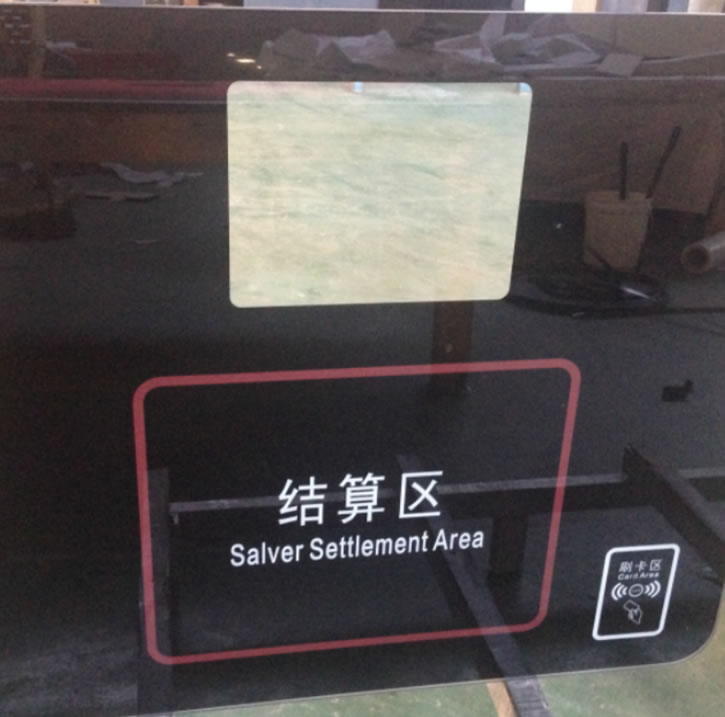 结算区
Salver Settlement Area
刷卡区
Card Area